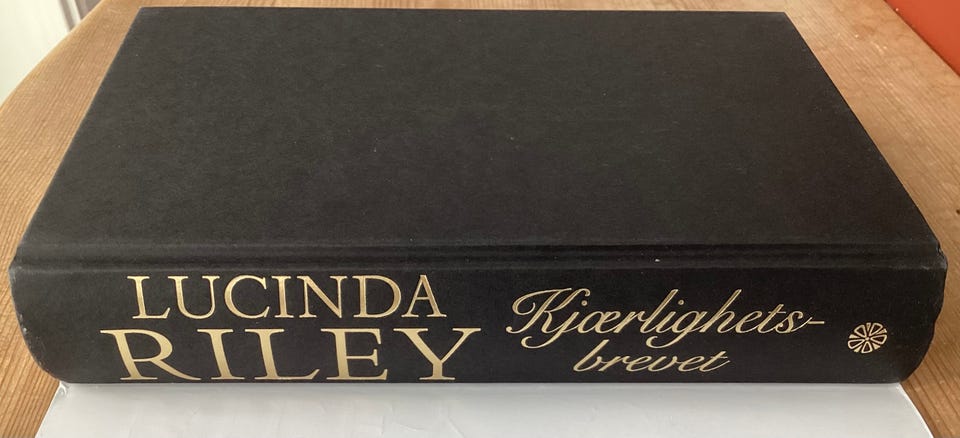 LUCINDA
RILEY
Kjærlighets-
brevet